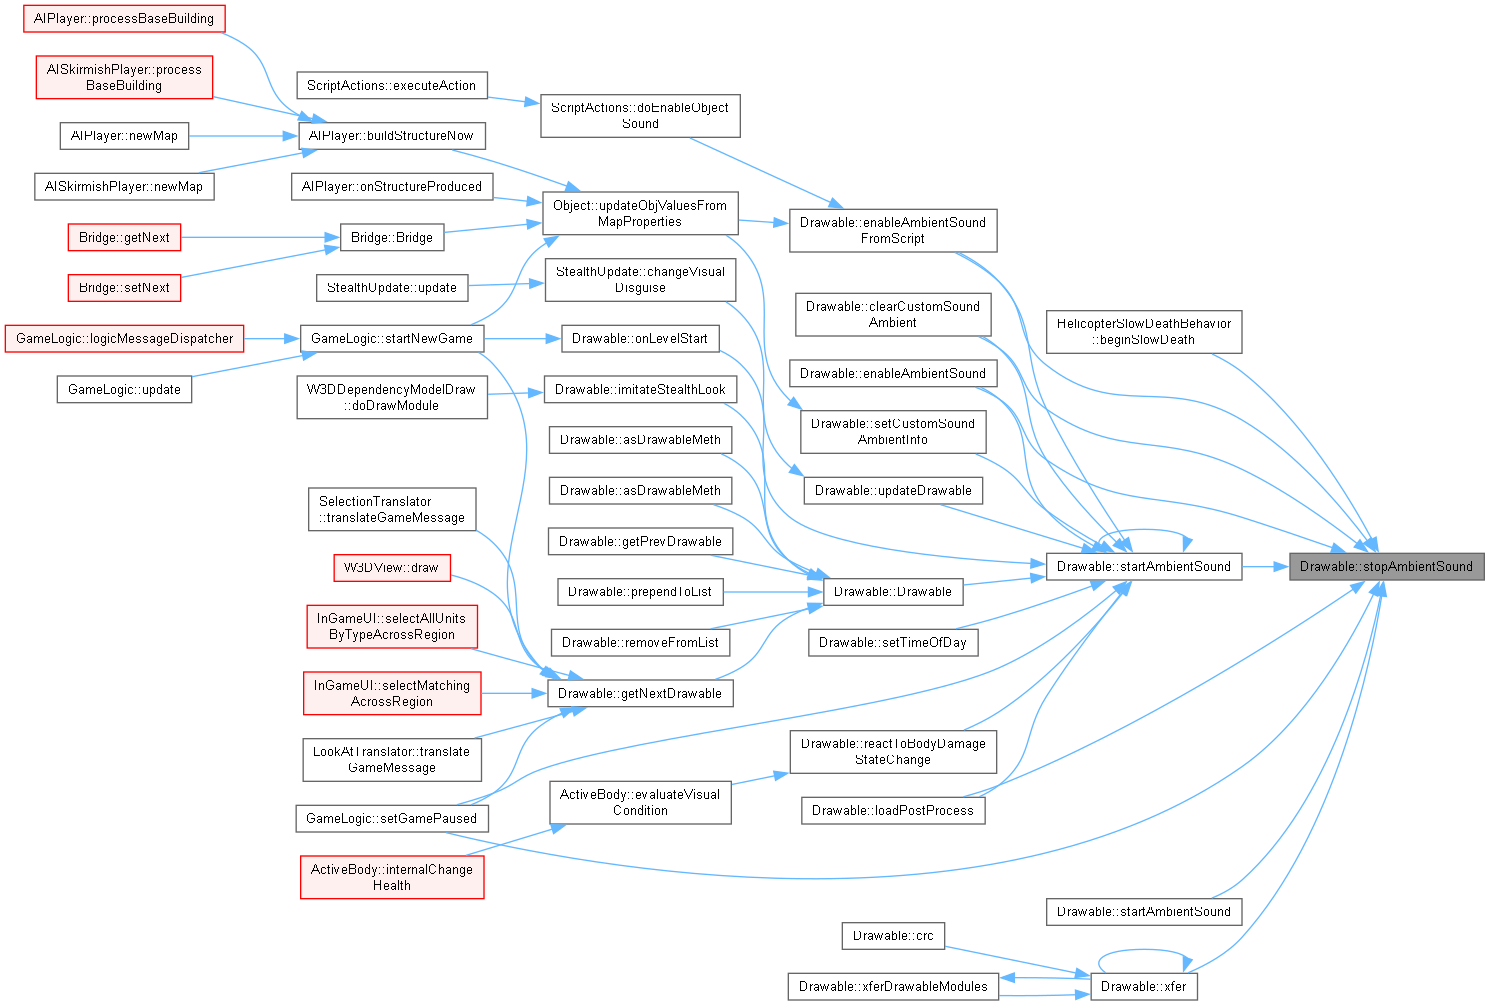 AIPlayer::processBaseBuilding
AISkirmishPlayer::process
BaseBuilding
ScriptActions::executeAction
ScriptActions::doEnableObject
Sound
AIPlayer::newMap
AIPlayer::buildStructureNow
AISkirmishPlayer::newMap
AIPlayer::onStructureProduced
Object::updateObjValuesFrom
MapProperties
Drawable::enableAmbientSound
FromScript
Bridge::getNext
Bridge::Bridge
Bridge::setNext
StealthUpdate::update
StealthUpdate::changeVisual
Disguise
Drawable::clearCustomSound
Ambient
HelicopterSlowDeathBehavior
::beginSlowDeath
GameLogic::logicMessageDispatcher
GameLogic::startNewGame
Drawable::onLevelStart
GameLogic::update
W3DDependencyModelDraw
::doDrawModule
Drawable::imitateStealthLook
Drawable::enableAmbientSound
Drawable::asDrawableMeth
Drawable::setCustomSound
AmbientInfo
Drawable::asDrawableMeth
Drawable::updateDrawable
SelectionTranslator
::translateGameMessage
Drawable::getPrevDrawable
W3DView::draw
Drawable::startAmbientSound
Drawable::stopAmbientSound
Drawable::prependToList
Drawable::Drawable
InGameUI::selectAllUnits
ByTypeAcrossRegion
Drawable::removeFromList
Drawable::setTimeOfDay
InGameUI::selectMatching
AcrossRegion
Drawable::getNextDrawable
LookAtTranslator::translate
GameMessage
Drawable::reactToBodyDamage
StateChange
GameLogic::setGamePaused
ActiveBody::evaluateVisual
Condition
Drawable::loadPostProcess
ActiveBody::internalChange
Health
Drawable::startAmbientSound
Drawable::crc
Drawable::xferDrawableModules
Drawable::xfer